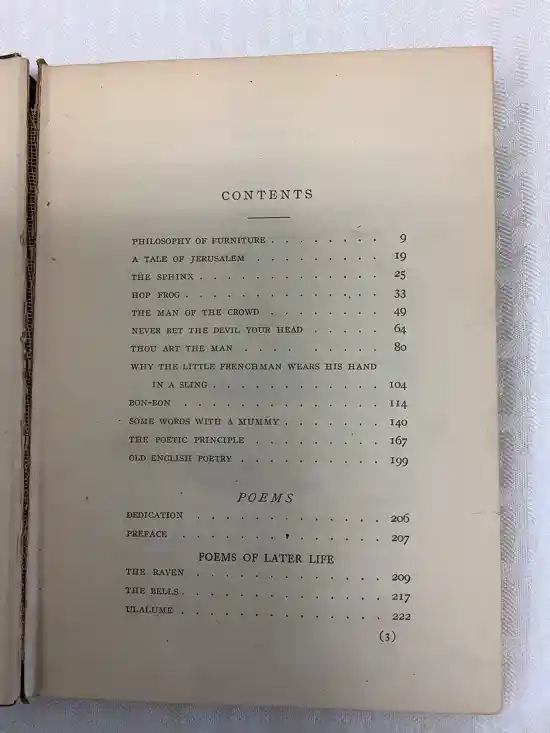 CONTENTS
PHILOSOPHY OF FURNITURE . . . . . . . . 9
A TALE OF JERUSALEM . . . . . . . . 19
THE SPHINX . . . . . . . . . . . . 25
HOP FROG . . . . . . . . . . . . . 33
THE MAN OF THE CROWD . . . . . . . . 49
NEVER BET THE DEVIL YOUR HEAD . . . . . 64
THOU ART THE MAN . . . . . . . . . . 80
WHY THE LITTLE FRENCHMAN WEARS HIS HAND
IN A SLING . . . . . . . . . . . . 104
BON-BON . . . . . . . . . . . . . 114
SOME WORDS WITH A MUMMY . . . . . . . 140
THE POETIC PRINCIPLE . . . . . . . . . 167
OLD ENGLISH POETRY . . . . . . . . . . 199
POEMS
DEDICATION . . . . . . . . . . . . . 206
PREFACE . . . . . . . . . . . . . . 207
POEMS OF LATER LIFE
THE RAVEN . . . . . . . . . . . . . 209
THE BELLS . . . . . . . . . . . . . . 217
ULALUME . . . . . . . . . . . . . . 222
(3)